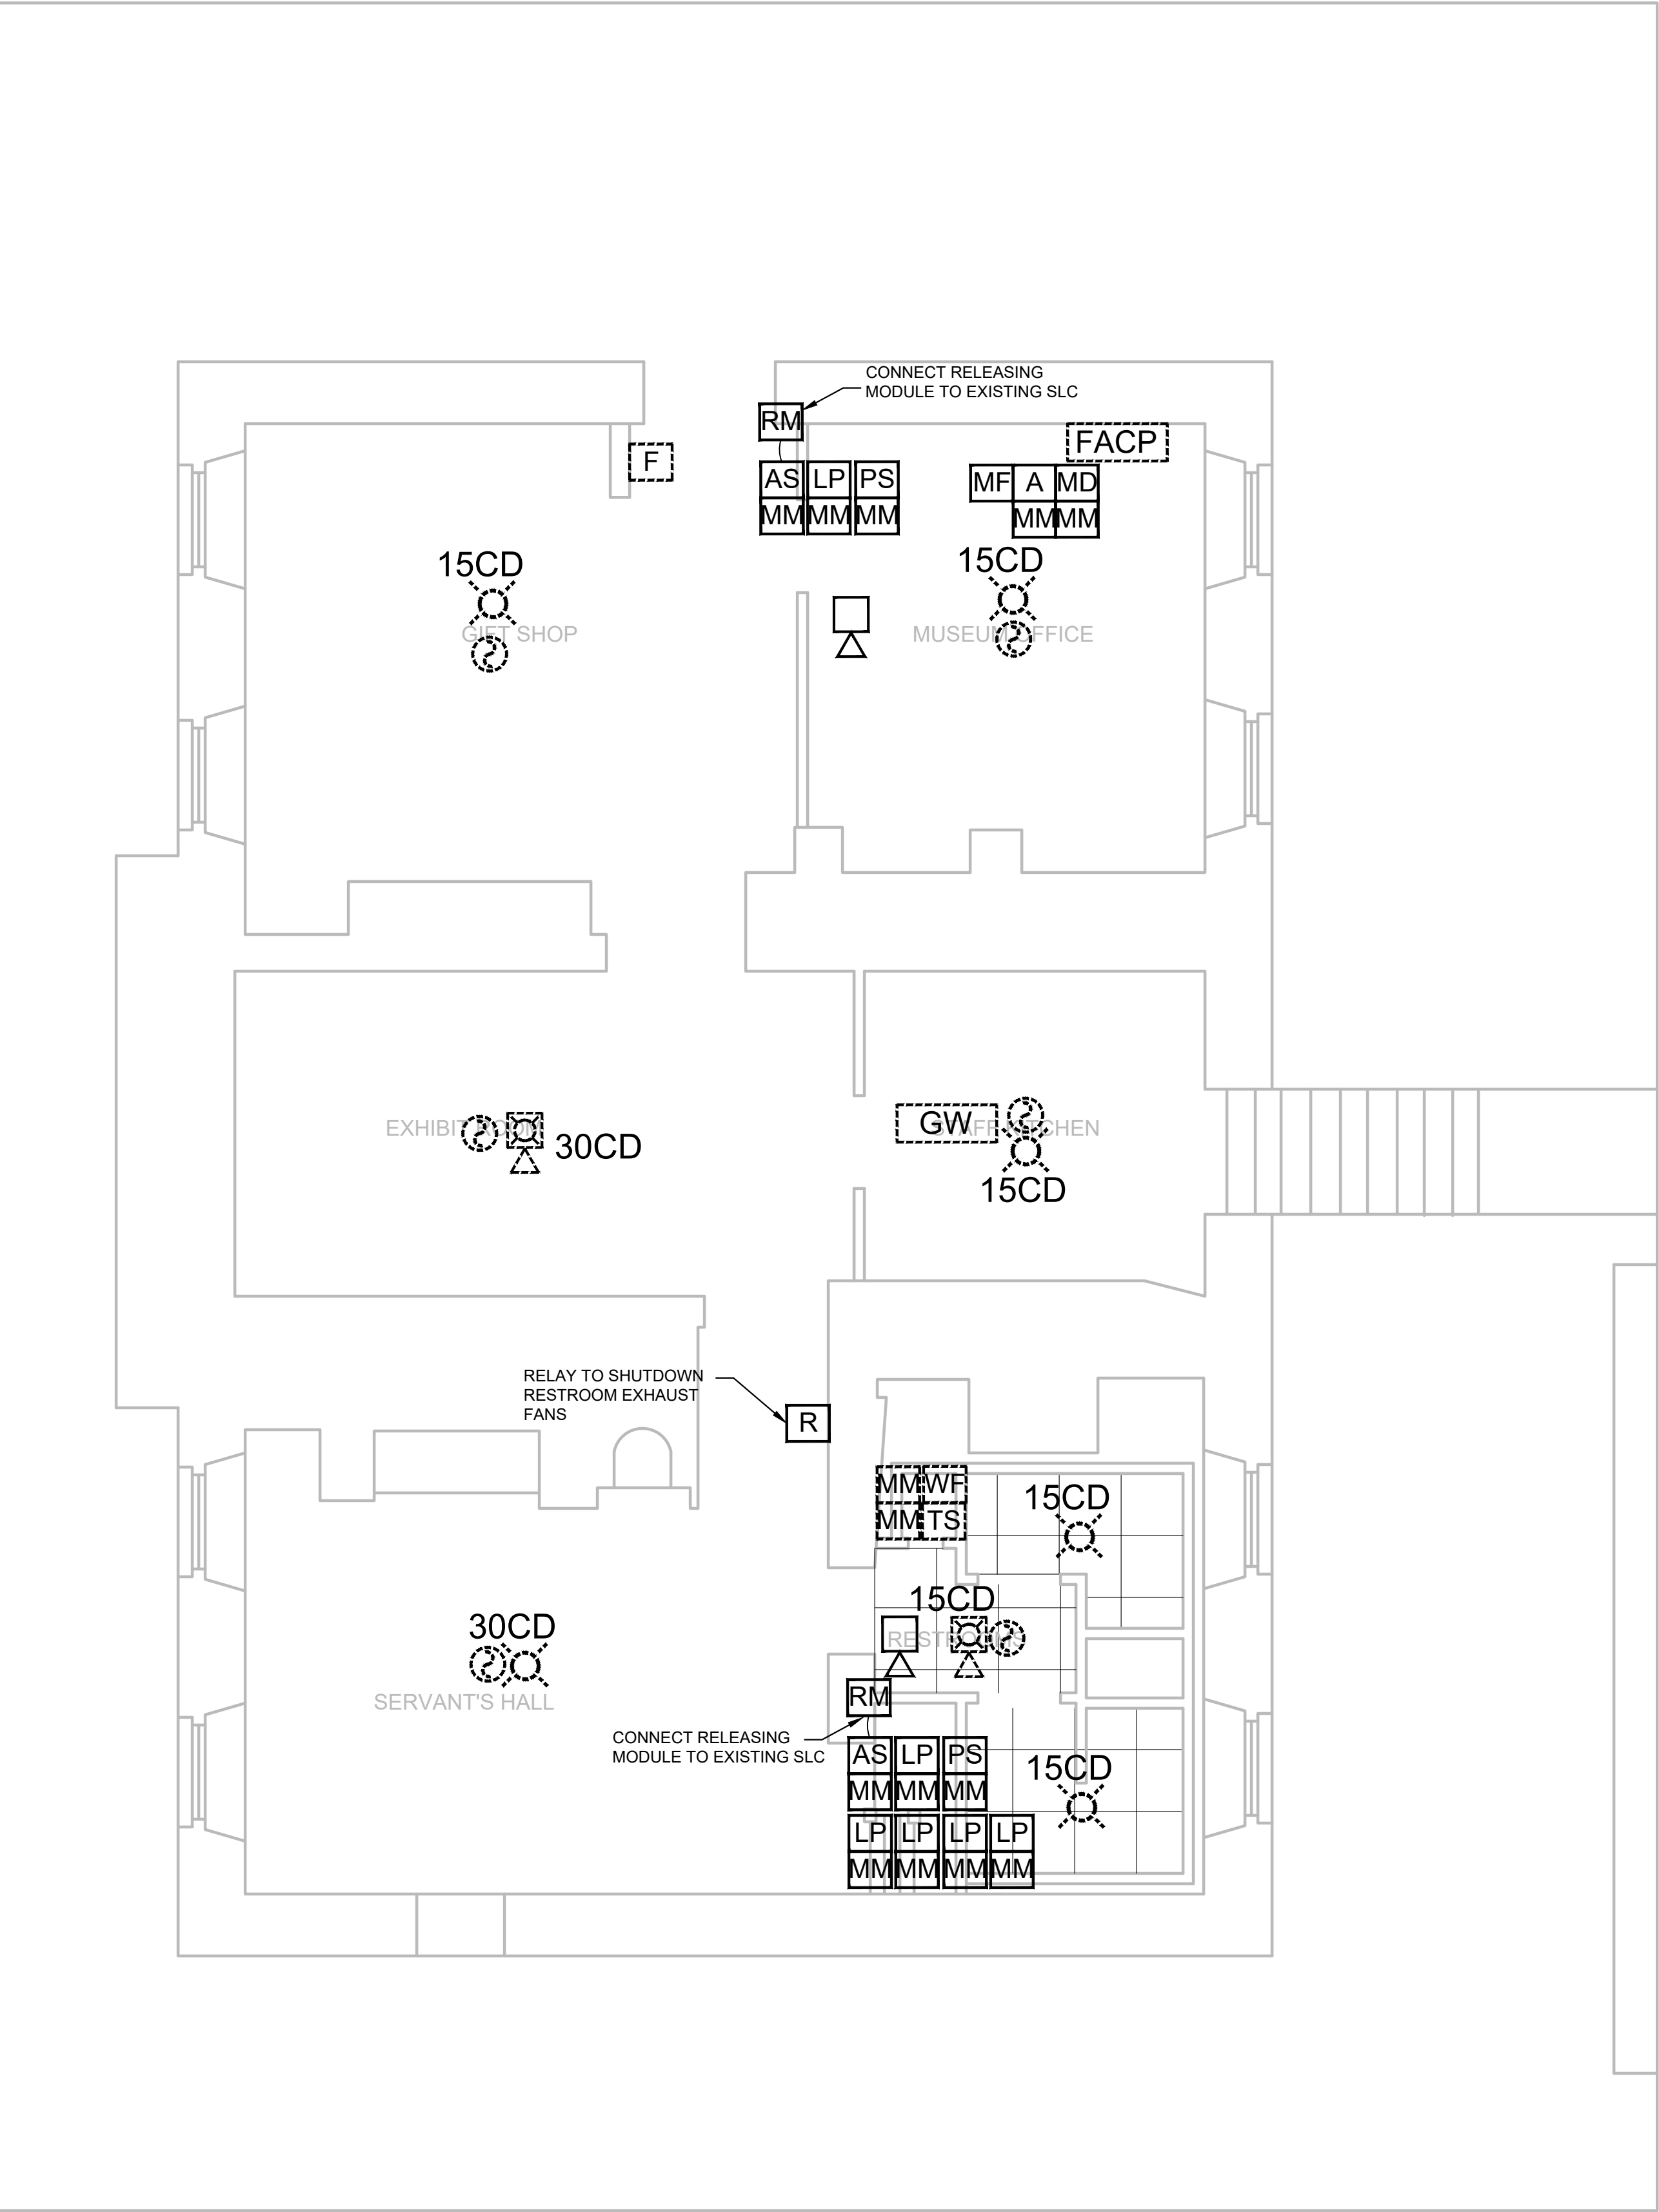 CONNECT RELEASING
MODULE TO EXISTING SLC
RM
FACP
F
AS LP PS
MM MM MM
MF A MD
MM MM
15CD
15CD
GIFT SHOP
MUSEUM OFFICE
EXHIBIT ROOM
30CD
GW
STAFF KITCHEN
15CD
RELAY TO SHUTDOWN
RESTROOM EXHAUST
FANS
R
MM WF
MM TS
15CD
15CD
RESTROOMS
30CD
SERVANT'S HALL
RM
CONNECT RELEASING
MODULE TO EXISTING SLC
AS LP PS
MM MM MM
15CD
LP LP LP LP
MM MM MM MM